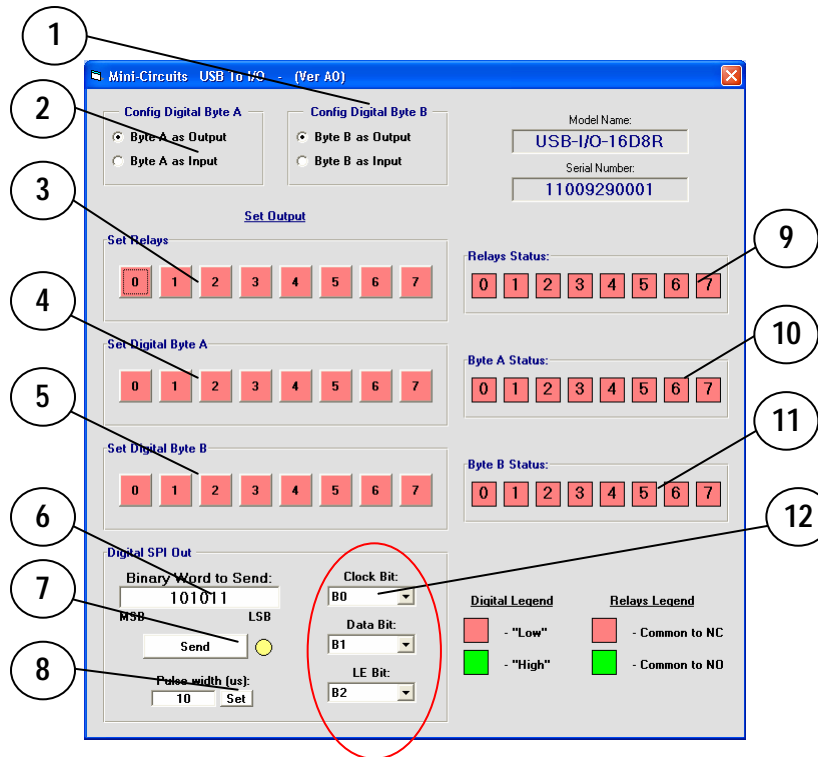 1
Mini-Circuits USB To I/O - (Ver A0)
2
Config Digital Byte A
Byte A as Output
Byte A as Input
Config Digital Byte B
Byte B as Output
Byte B as Input
Model Name:
USB-I/O-16D8R
Serial Number:
11009290001
3
Set Output
Set Relays
0 1 2 3 4 5 6 7
Relays Status:
0 1 2 3 4 5 6 7
9
4
Set Digital Byte A
0 1 2 3 4 5 6 7
Byte A Status:
0 1 2 3 4 5 6 7
10
5
Set Digital Byte B
0 1 2 3 4 5 6 7
Byte B Status:
0 1 2 3 4 5 6 7
11
6
12
Digital SPI Out
Binary Word to Send:
101011
MSB LSB
7
Send
8
Pulse width (us):
10 Set
Clock Bit:
B0
Data Bit:
B1
LE Bit:
B2
Digital Legend
- "Low"
- "High"
Relays Legend
- Common to NC
- Common to NO